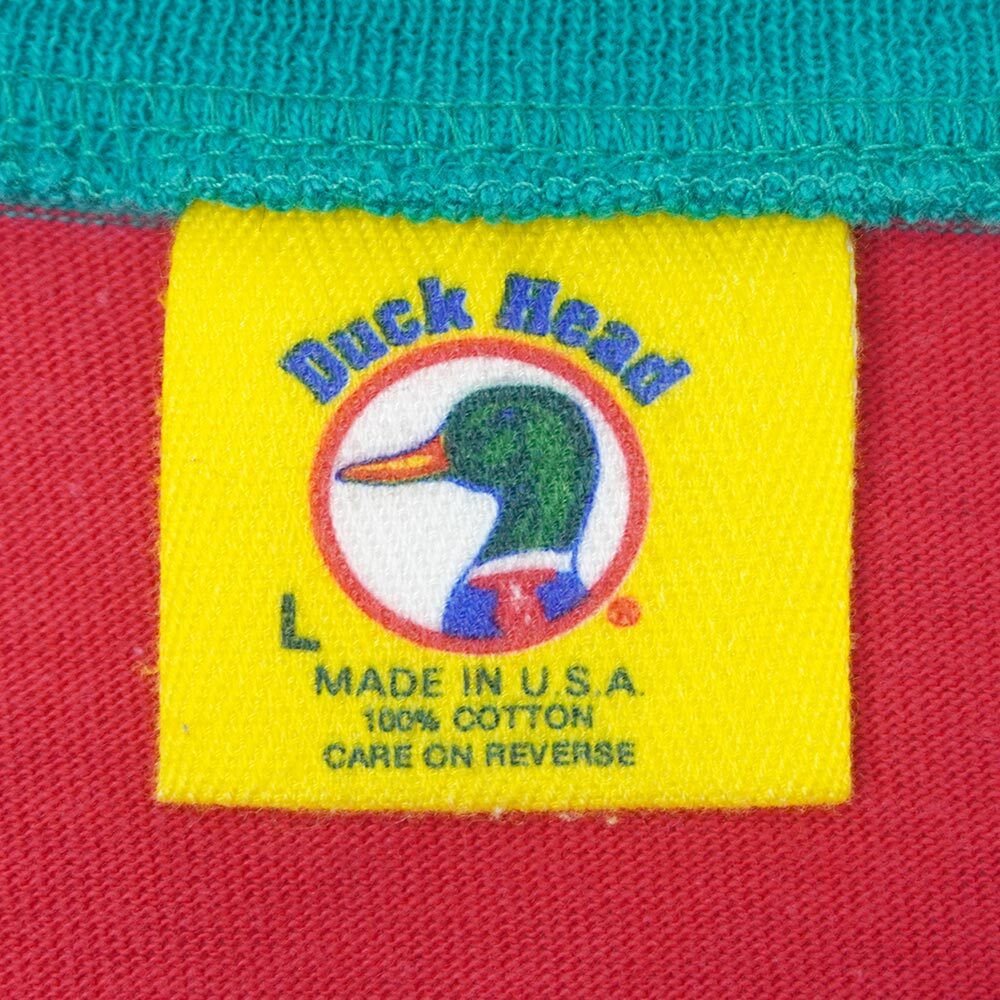 Duck Head
®
L
MADE IN U.S.A.
100% COTTON
CARE ON REVERSE